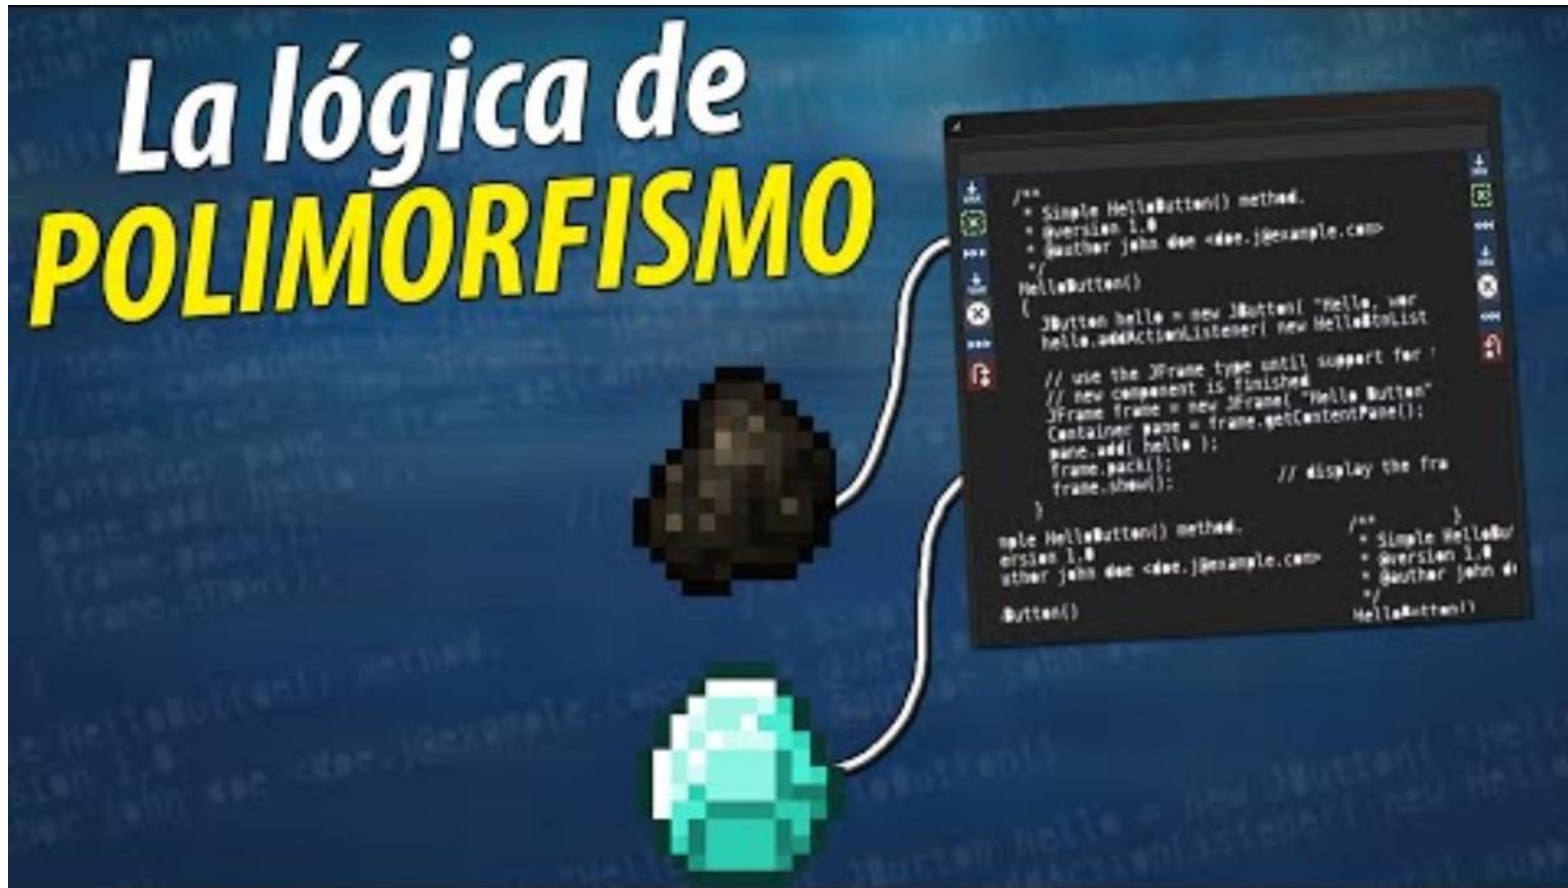 La lógica de
POLIMORFISMO
/**
* Simple HelloButton() method.
* @version 1.0
* @author john doe <doe.j@example.com>
*/
HelloButton()
{
JButton hello = new JButton( "Hello, wor
hello.addActionListener( new HelloBtnList
// use the JFrame type until support for t
// new component is finished
JFrame frame = new JFrame( "Hello Button"
Container pane = frame.getContentPane();
pane.add( hello );
frame.pack();
frame.show(); // display the fra
}
mple HelloButton() method.
ersion 1.0
uthor john doe <doe.j@example.com>
Button()
/** }
* Simple HelloBu
* @version 1.0
* @author john d
*/
HelloButton()